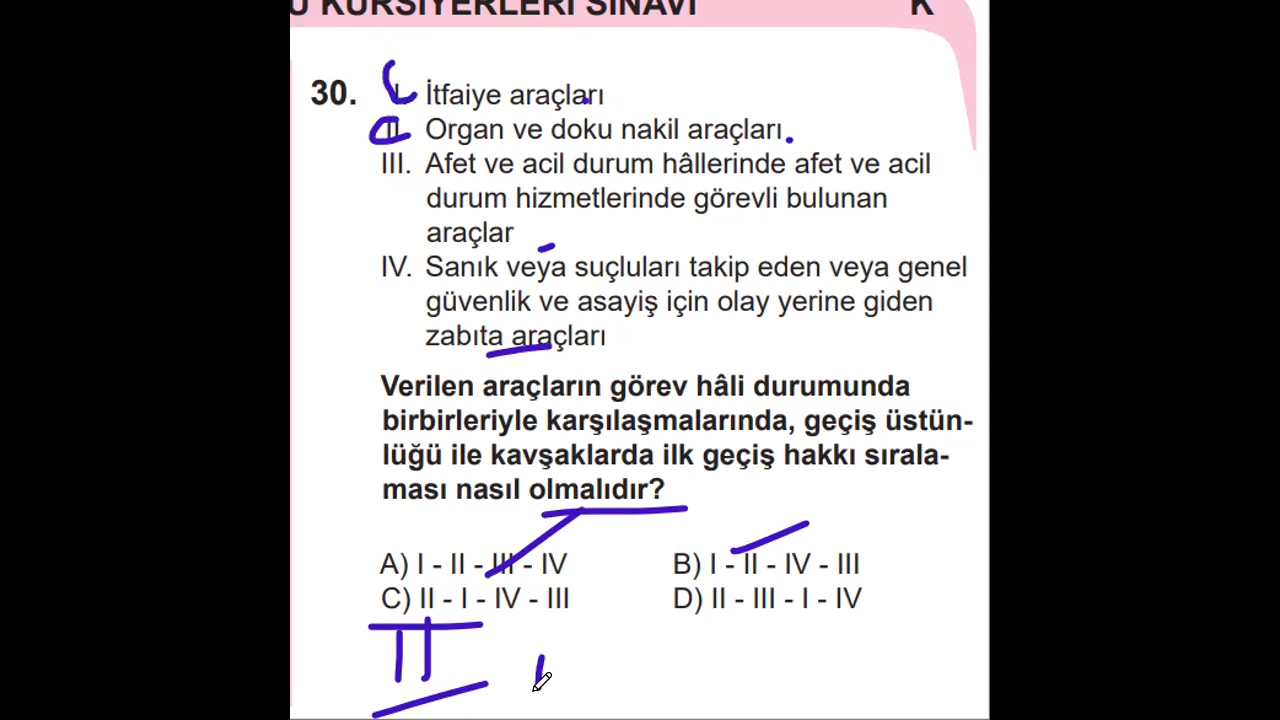 U KURSİYERLERİ SINAVI K
30. I. İtfaiye araçları
II. Organ ve doku nakil araçları
III. Afet ve acil durum hâllerinde afet ve acil
durum hizmetlerinde görevli bulunan
araçlar
IV. Sanık veya suçluları takip eden veya genel
güvenlik ve asayiş için olay yerine giden
zabıta araçları
Verilen araçların görev hâli durumunda
birbirleriyle karşılaşmalarında, geçiş üstün-
lüğü ile kavşaklarda ilk geçiş hakkı sırala-
ması nasıl olmalıdır?
A) I - II - III - IV B) I - II - IV - III
C) II - I - IV - III D) II - III - I - IV
II I